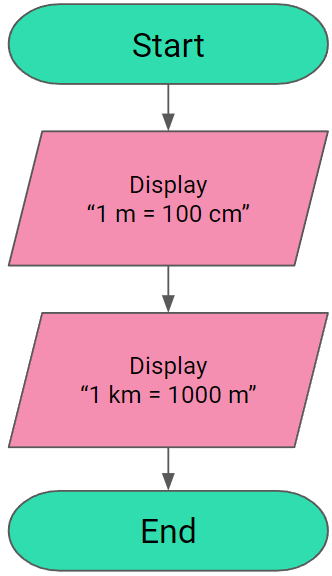 Start
Display
“1 m = 100 cm”
Display
“1 km = 1000 m”
End